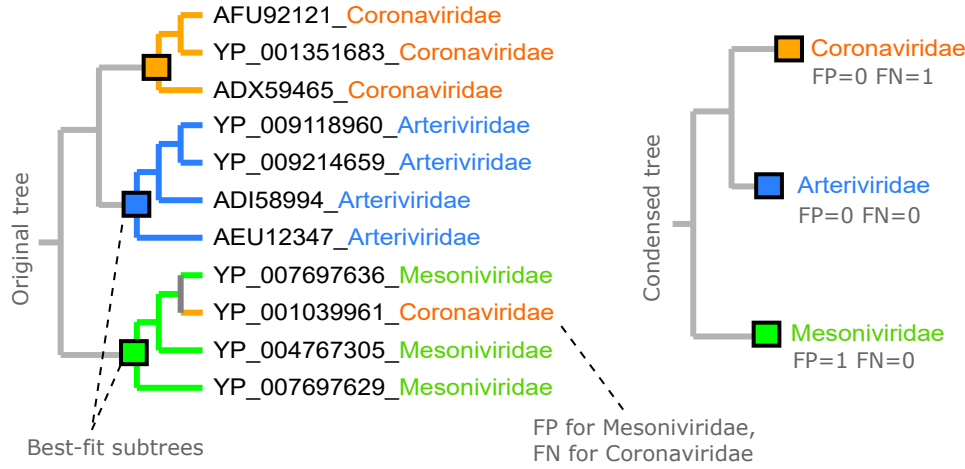 AFU92121_Coronaviridae
YP_001351683_Coronaviridae
ADX59465_Coronaviridae
YP_009118960_Arteriviridae
YP_009214659_Arteriviridae
ADI58994_Arteriviridae
AEU12347_Arteriviridae
YP_007697636_Mesoniviridae
YP_001039961_Coronaviridae
YP_004767305_Mesoniviridae
YP_007697629_Mesoniviridae
Original tree
Best-fit subtrees
FP for Mesoniviridae,
FN for Coronaviridae
Condensed tree
Coronaviridae
FP=0 FN=1
Arteriviridae
FP=0 FN=0
Mesoniviridae
FP=1 FN=0